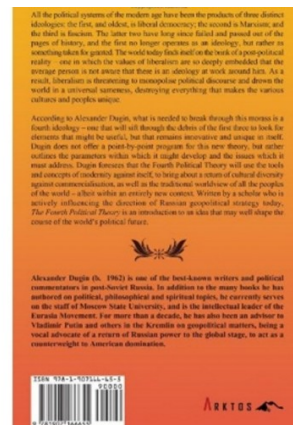 All the political systems of the modern age have been the products of three distinct
ideologies: the first, and oldest, is liberal democracy; the second is Marxism; and
the third is fascism. The latter two have long since failed and passed out of the
pages of history, and the first no longer operates as an ideology, but rather as
something taken for granted. The world today finds itself on the brink of a post-political
reality – one in which the values of liberalism are so deeply embedded that the
average person is not aware that there is an ideology at work around him. As a
result, liberalism is threatening to monopolise political discourse and drown the
world in a universal sameness, destroying everything that makes the various
cultures and peoples unique.
According to Alexander Dugin, what is needed to break through this morass is a
fourth ideology – one that will sift through the debris of the first three to look for
elements that might be useful, but that remains innovative and unique in itself.
Dugin does not offer a point-by-point program for this new theory, but rather
outlines the parameters within which it might develop and the issues which it
must address. Dugin foresees that the Fourth Political Theory will use the tools
and concepts of modernity against itself, to bring about a return of cultural diversity
against commercialisation, as well as the traditional worldview of all the peoples
of the world – albeit within an entirely new context. Written by a scholar who is
actively influencing the direction of Russian geopolitical strategy today,
The Fourth Political Theory is an introduction to an idea that may well shape the
course of the world's political future.
Alexander Dugin (b. 1962) is one of the best-known writers and political
commentators in post-Soviet Russia. In addition to the many books he has
authored on political, philosophical and spiritual topics, he currently serves
on the staff of Moscow State University, and is the intellectual leader of the
Eurasia Movement. For more than a decade, he has also been an advisor to
Vladimir Putin and others in the Kremlin on geopolitical matters, being a
vocal advocate of a return of Russian power to the global stage, to act as a
counterweight to American domination.
ISBN 978-1-907166-65-5
90000
ARKTOS